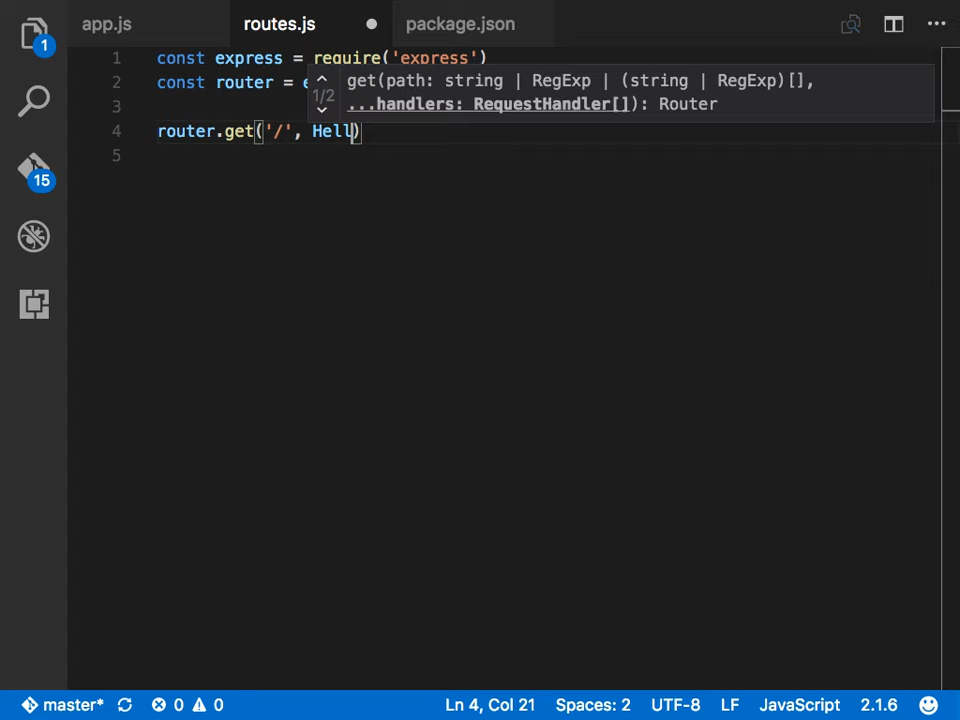 app.js routes.js package.json
1
1 const express = require('express')
2 const router = e
get(path: string | RegExp | (string | RegExp)[],
1/2
...handlers: RequestHandler[]): Router
3
4 router.get('/', Hell)
5
15
master* 0 0 Ln 4, Col 21 Spaces: 2 UTF-8 LF JavaScript 2.1.6